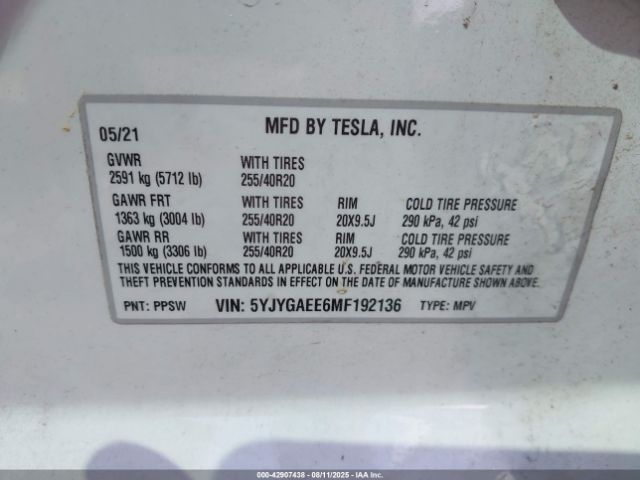 05/21 MFD BY TESLA, INC.
GVWR WITH TIRES
2591 kg (5712 lb) 255/40R20
GAWR FRT WITH TIRES RIM COLD TIRE PRESSURE
1363 kg (3004 lb) 255/40R20 20X9.5J 290 kPa, 42 psi
GAWR RR WITH TIRES RIM COLD TIRE PRESSURE
1500 kg (3306 lb) 255/40R20 20X9.5J 290 kPa, 42 psi
THIS VEHICLE CONFORMS TO ALL APPLICABLE U.S. FEDERAL MOTOR VEHICLE SAFETY AND
THEFT PREVENTION STANDARDS IN EFFECT ON THE DATE OF MANUFACTURE SHOWN ABOVE.
PNT: PPSW VIN: 5YJYGAEE6MF192136 TYPE: MPV
000-42907438 - 08/11/2025 - IAA Inc.